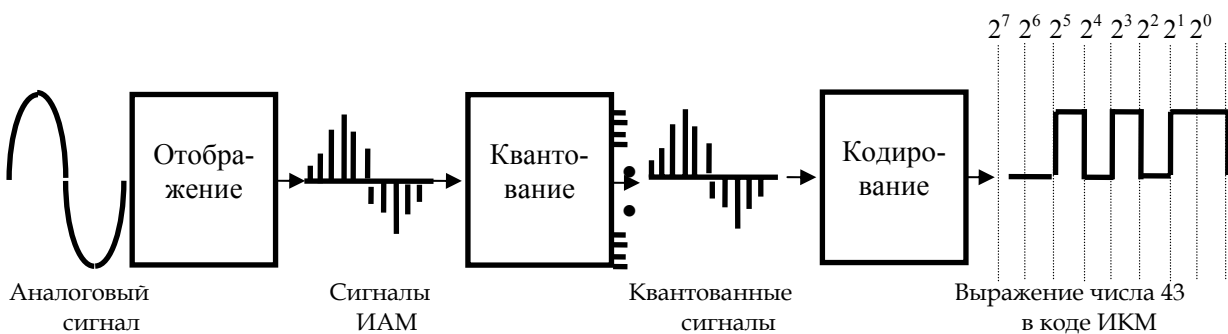 2⁷ 2⁶ 2⁵ 2⁴ 2³ 2² 2¹ 2⁰
Отобра-
жение
Кванто-
вание
Кодиро-
вание
Аналоговый
сигнал
Сигналы
ИАМ
Квантованные
сигналы
Выражение числа 43
в коде ИКМ